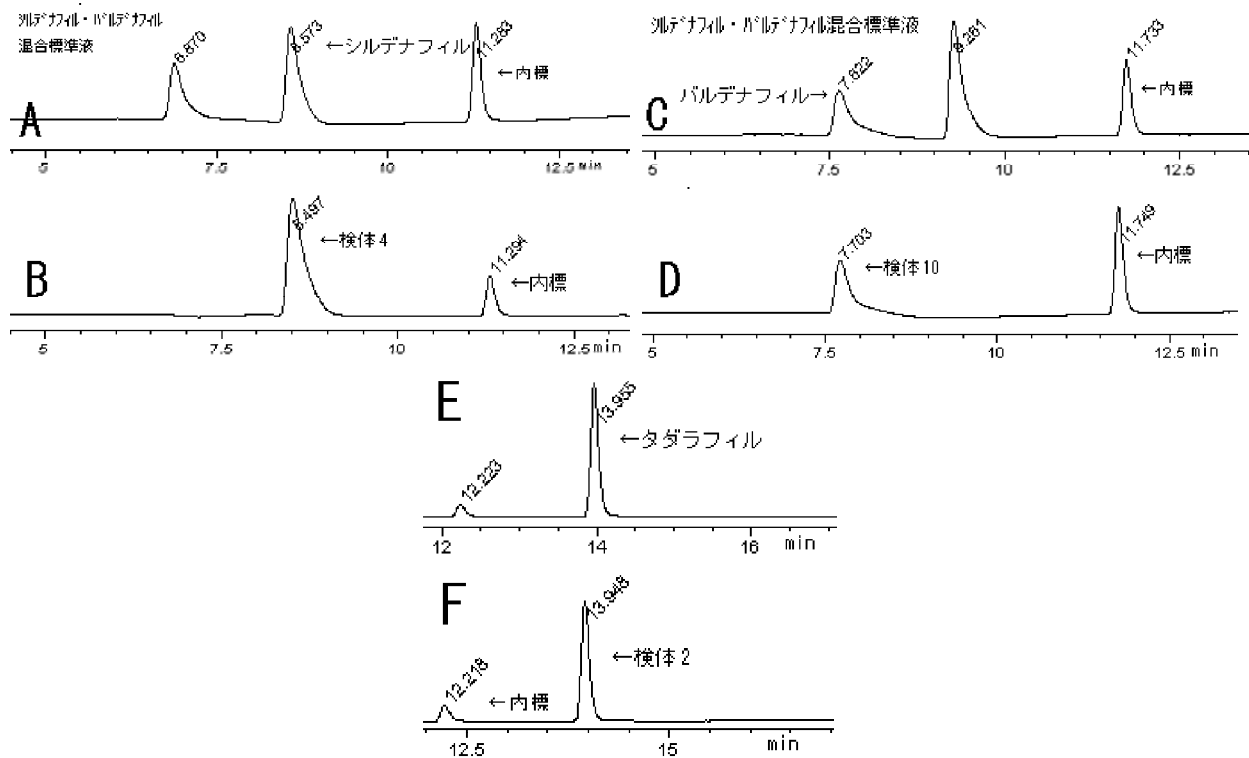 ｼﾙﾃﾞﾅﾌｨﾙ・ﾊﾞﾙﾃﾞﾅﾌｨﾙ
混合標準液
6.870
8.573
←シルデナフィル
11.283
←内標
A
5 7.5 10 12.5 min
ｼﾙﾃﾞﾅﾌｨﾙ・ﾊﾞﾙﾃﾞﾅﾌｨﾙ混合標準液
バルデナフィル→
7.622
9.261
11.733
←内標
C
5 7.5 10 12.5
B
8.497
←検体4
11.294
←内標
5 7.5 10 12.5 min
D
7.703
←検体10
11.749
←内標
5 7.5 10 12.5 min
E
12.223
13.955
←タダラフィル
12 14 16 min
F
12.218
←内標
13.948
←検体2
12.5 15 min